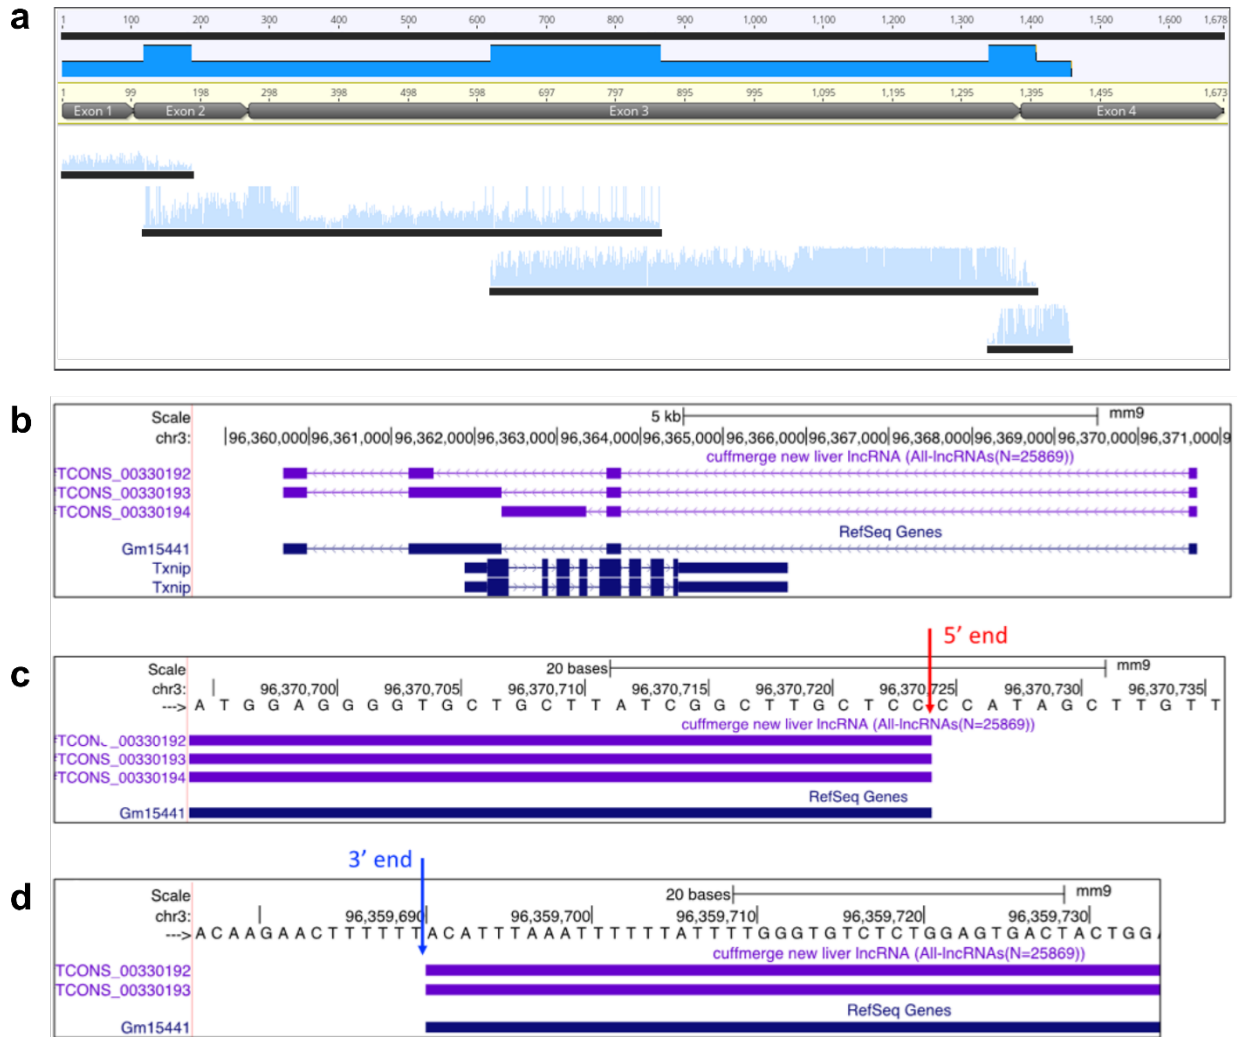 a
1 100 200 300 400 500 600 700 800 900 1,000 1,100 1,200 1,300 1,400 1,500 1,600 1,678
1 99 198 298 398 498 598 697 797 895 995 1,095 1,195 1,295 1,395 1,495 1,673
Exon 1 Exon 2 Exon 3 Exon 4
b
Scale 5 kb mm9
chr3: 96,360,000 96,361,000 96,362,000 96,363,000 96,364,000 96,365,000 96,366,000 96,367,000 96,368,000 96,369,000 96,370,000 96,371,000 9
cuffmerge new liver lncRNA (All-lncRNAs(N=25869))
TCONS_00330192
TCONS_00330193
TCONS_00330194
RefSeq Genes
Gm15441
Txnip
Txnip
5' end
c
Scale 20 bases mm9
chr3: 96,370,700 96,370,705 96,370,710 96,370,715 96,370,720 96,370,725 96,370,730 96,370,735
---> A T G G A G G G G T G C T G C T T A T C G G C T T G C T C C C C A T A G C T T G T T
cuffmerge new liver lncRNA (All-lncRNAs(N=25869))
TCONS_00330192
TCONS_00330193
TCONS_00330194
RefSeq Genes
Gm15441
3' end
d
Scale 20 bases mm9
chr3: 96,359,690 96,359,700 96,359,710 96,359,720 96,359,730
---> A C A A G A A C T T T T T T A C A T T T A A A T T T T T T A T T T T G G G T G T C T C T G G A G T G A C T A C T G G
cuffmerge new liver lncRNA (All-lncRNAs(N=25869))
TCONS_00330192
TCONS_00330193
RefSeq Genes
Gm15441